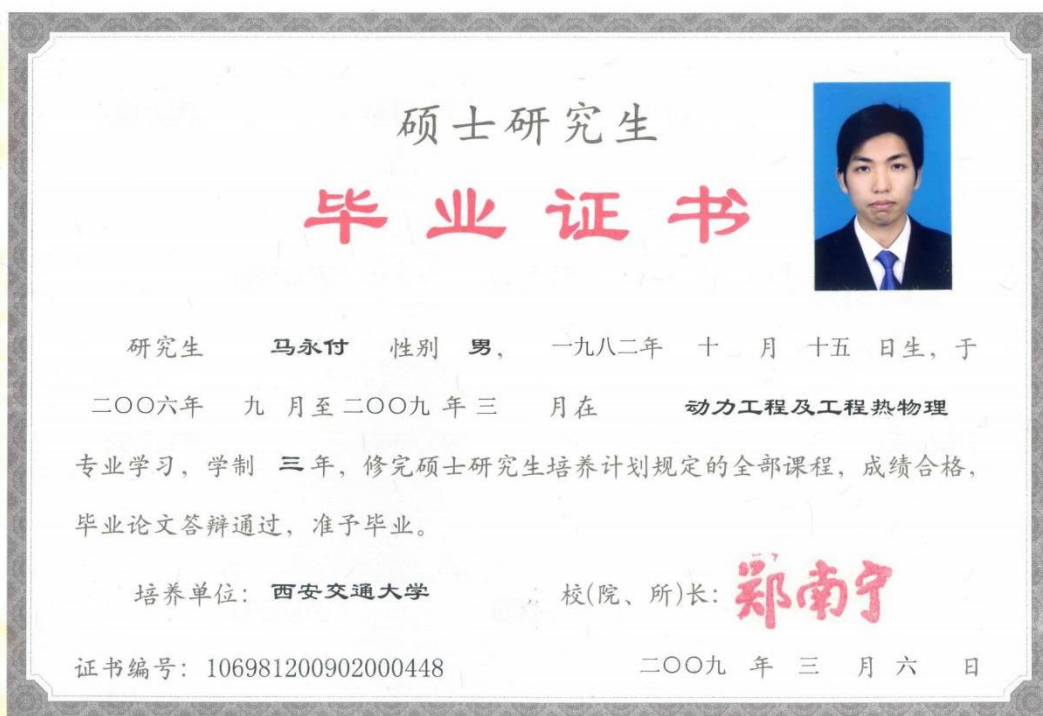 硕士研究生
毕业证书
研究生 马永付 性别 男， 一九八二年 十 月 十五 日生，于
二〇〇六年 九 月至二〇〇九 年 三 月在 动力工程及工程热物理
专业学习，学制 三 年，修完硕士研究生培养计划规定的全部课程，成绩合格，
毕业论文答辩通过，准予毕业。
培养单位：西安交通大学 校(院、所)长：郑南宁
证书编号：106981200902000448 二〇〇九 年 三 月 六 日